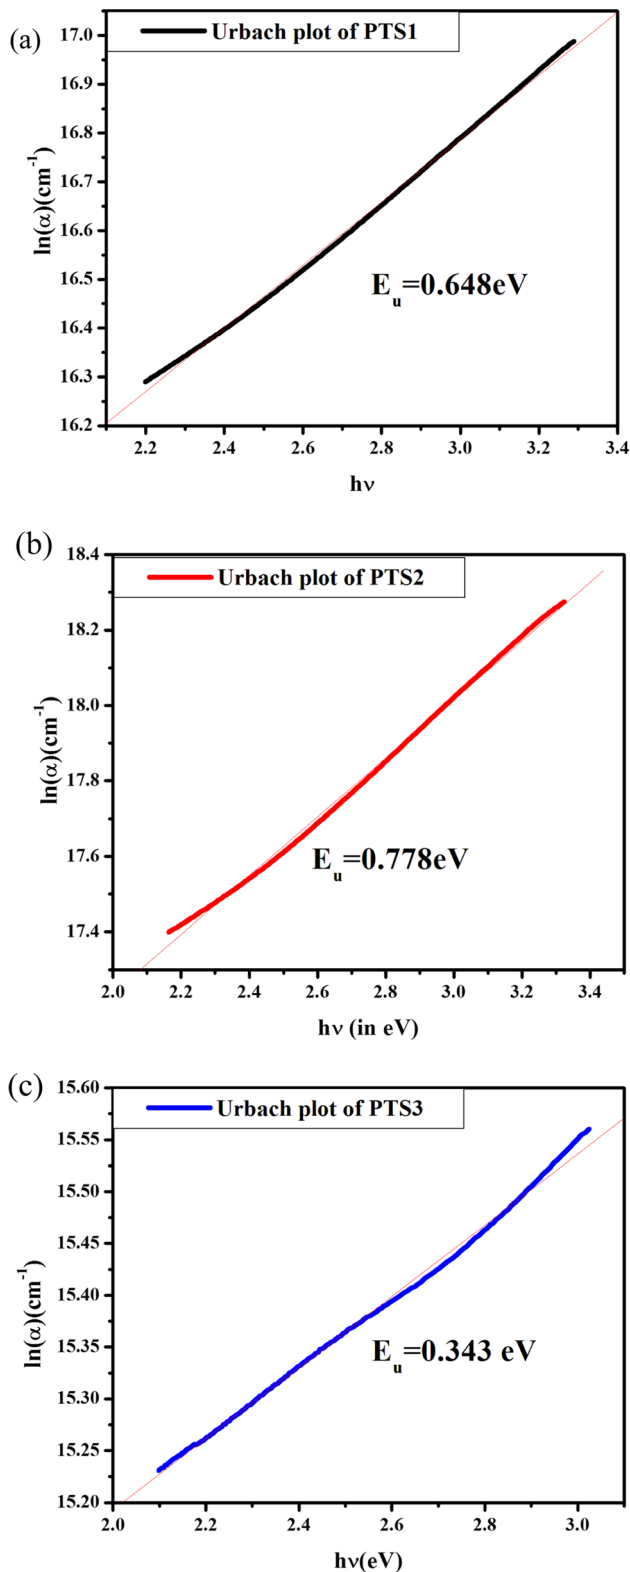 (a)
Urbach plot of PTS1
17.0
16.9
16.8
16.7
16.6
16.5
16.4
16.3
16.2
ln(α)(cm⁻¹)
Eᵤ=0.648eV
2.2 2.4 2.6 2.8 3.0 3.2 3.4
hν
(b)
Urbach plot of PTS2
18.4
18.2
18.0
17.8
17.6
17.4
ln(α)(cm⁻¹)
Eᵤ=0.778eV
2.0 2.2 2.4 2.6 2.8 3.0 3.2 3.4
hν (in eV)
(c)
Urbach plot of PTS3
15.60
15.55
15.50
15.45
15.40
15.35
15.30
15.25
15.20
ln(α)(cm⁻¹)
Eᵤ=0.343 eV
2.0 2.2 2.4 2.6 2.8 3.0
hν(eV)